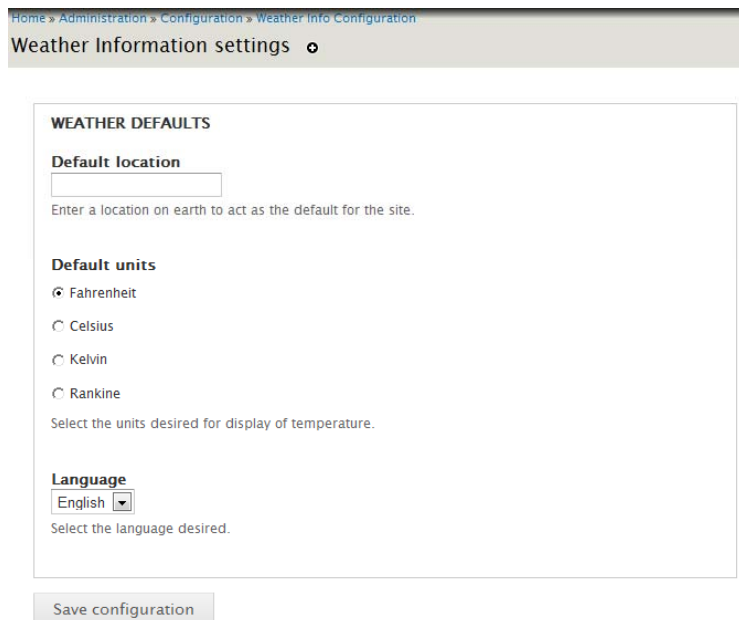 Home » Administration » Configuration » Weather Info Configuration
Weather Information settings
WEATHER DEFAULTS
Default location
Enter a location on earth to act as the default for the site.
Default units
Fahrenheit
Celsius
Kelvin
Rankine
Select the units desired for display of temperature.
Language
English
Select the language desired.
Save configuration